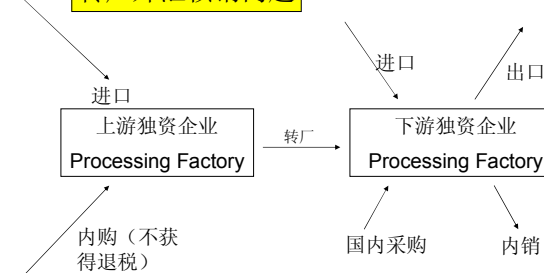 进口
出口
进口
上游独资企业
Processing Factory
转厂
下游独资企业
Processing Factory
内购（不获
得退税）
国内采购
内销